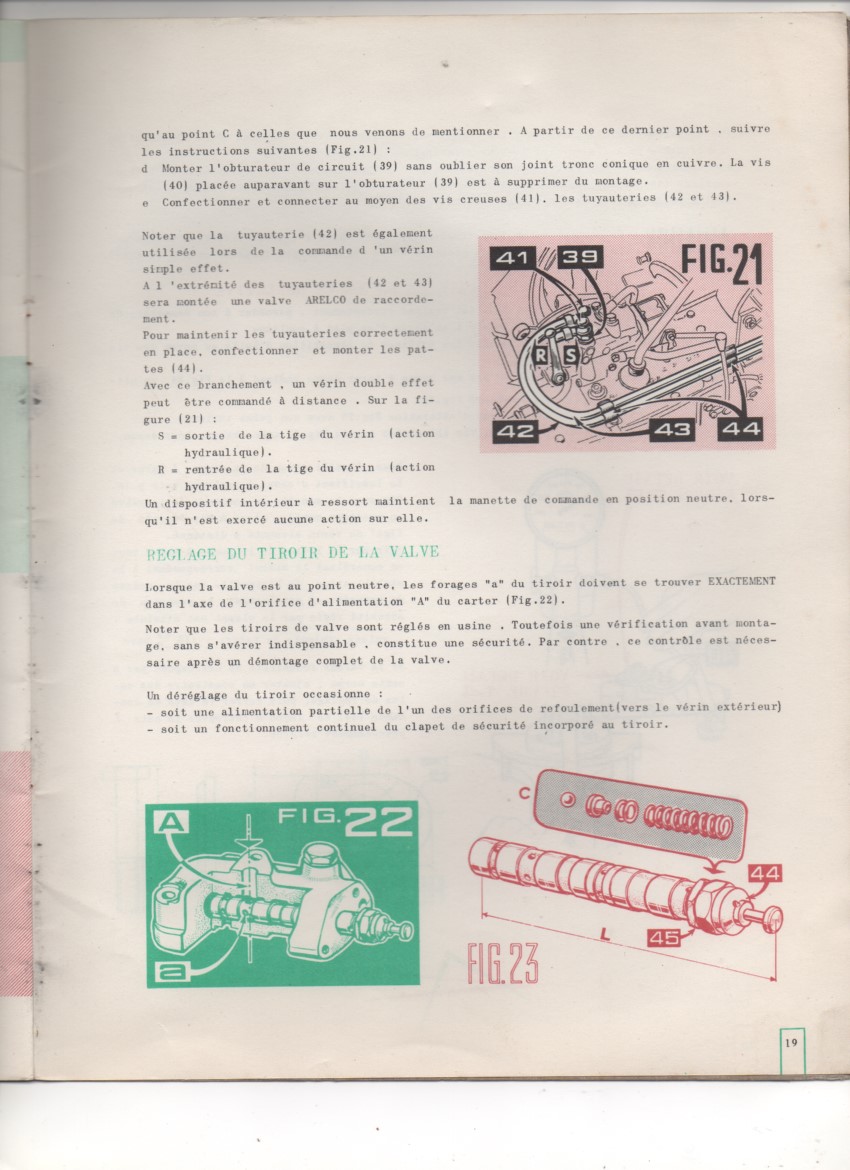 qu'au point C à celles que nous venons de mentionner . A partir de ce dernier point . suivre
les instructions suivantes (Fig.21) :
d Monter l'obturateur de circuit (39) sans oublier son joint tronc conique en cuivre. La vis
(40) placée auparavant sur l'obturateur (39) est à supprimer du montage.
e Confectionner et connecter au moyen des vis creuses (41). les tuyauteries (42 et 43).
Noter que la tuyauterie (42) est également
utilisée lors de la commande d 'un vérin
simple effet.
A l 'extrémité des tuyauteries (42 et 43)
sera montée une valve ARELCO de raccorde-
ment.
Pour maintenir les tuyauteries correctement
en place, confectionner et monter les pat-
tes (44).
Avec ce branchement , un vérin double effet
peut être commandé à distance . Sur la fi-
gure (21) :
S = sortie de la tige du vérin (action
hydraulique).
R = rentrée de la tige du vérin (action
hydraulique).
41 39 FIG.21
R S
42 43 44
Un dispositif intérieur à ressort maintient la manette de commande en position neutre. lors-
qu'il n'est exercé aucune action sur elle.
REGLAGE DU TIROIR DE LA VALVE
Lorsque la valve est au point neutre, les forages "a" du tiroir doivent se trouver EXACTEMENT
dans l'axe de l'orifice d'alimentation "A" du carter (Fig.22).
Noter que les tiroirs de valve sont réglés en usine . Toutefois une vérification avant monta-
ge, sans s'avérer indispensable . constitue une sécurité. Par contre . ce contrôle est néces-
saire après un démontage complet de la valve.
Un déréglage du tiroir occasionne :
- soit une alimentation partielle de l'un des orifices de refoulement(vers le vérin extérieur)
- soit un fonctionnement continuel du clapet de sécurité incorporé au tiroir.
A FIG.22
a
C
44
L 45
FIG.23
19